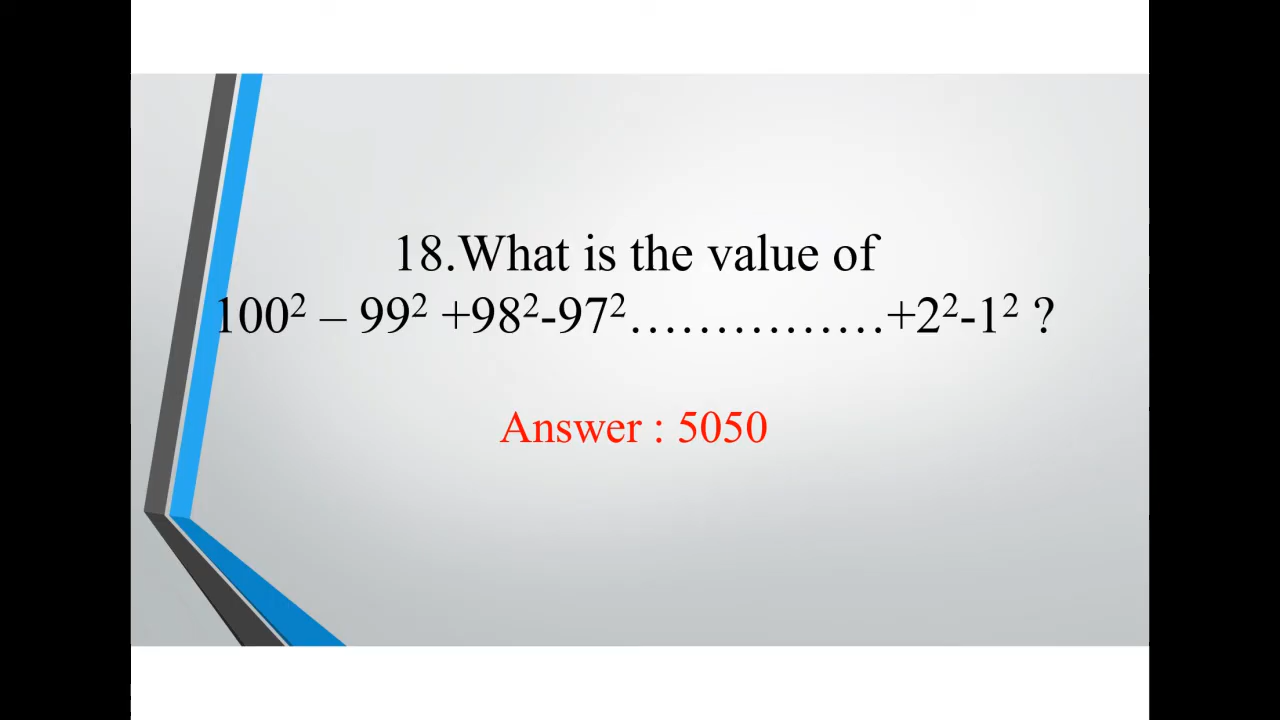 18.What is the value of
100² – 99² +98²-97²……………+2²-1² ?
Answer : 5050